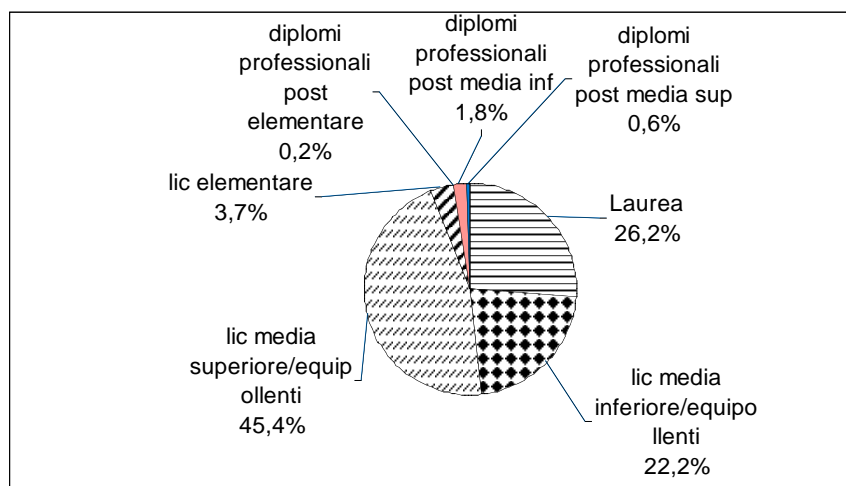 diplomi
professionali
post
elementare
0,2%
diplomi
professionali
post media inf
1,8%
diplomi
professionali
post media sup
0,6%
lic elementare
3,7%
Laurea
26,2%
lic media
superiore/equip
ollenti
45,4%
lic media
inferiore/equipo
llenti
22,2%